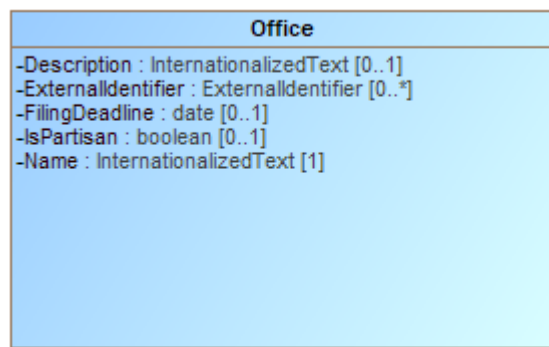 Office
-Description : InternationalizedText [0..1]
-ExternalIdentifier : ExternalIdentifier [0..*]
-FilingDeadline : date [0..1]
-IsPartisan : boolean [0..1]
-Name : InternationalizedText [1]